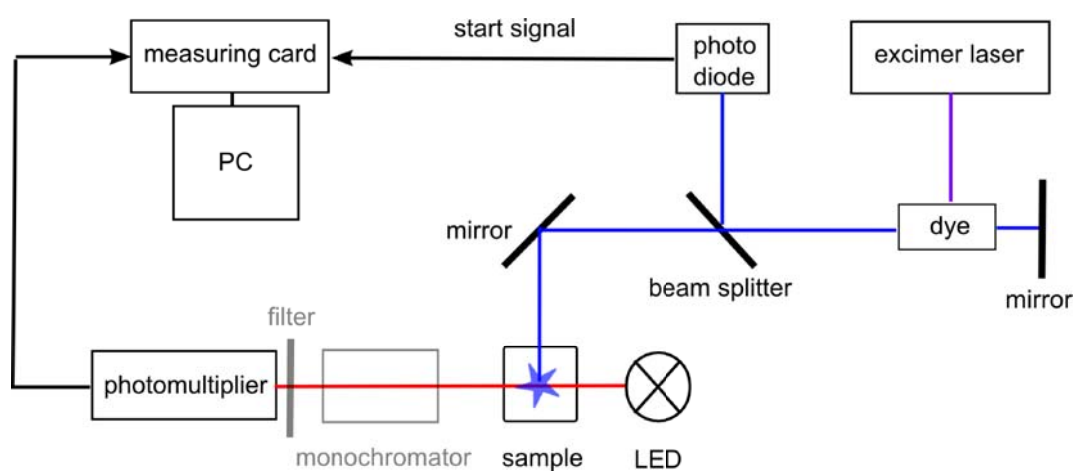 start signal
measuring card
photo
diode
excimer laser
PC
mirror
dye
beam splitter
mirror
filter
photomultiplier
monochromator
sample
LED